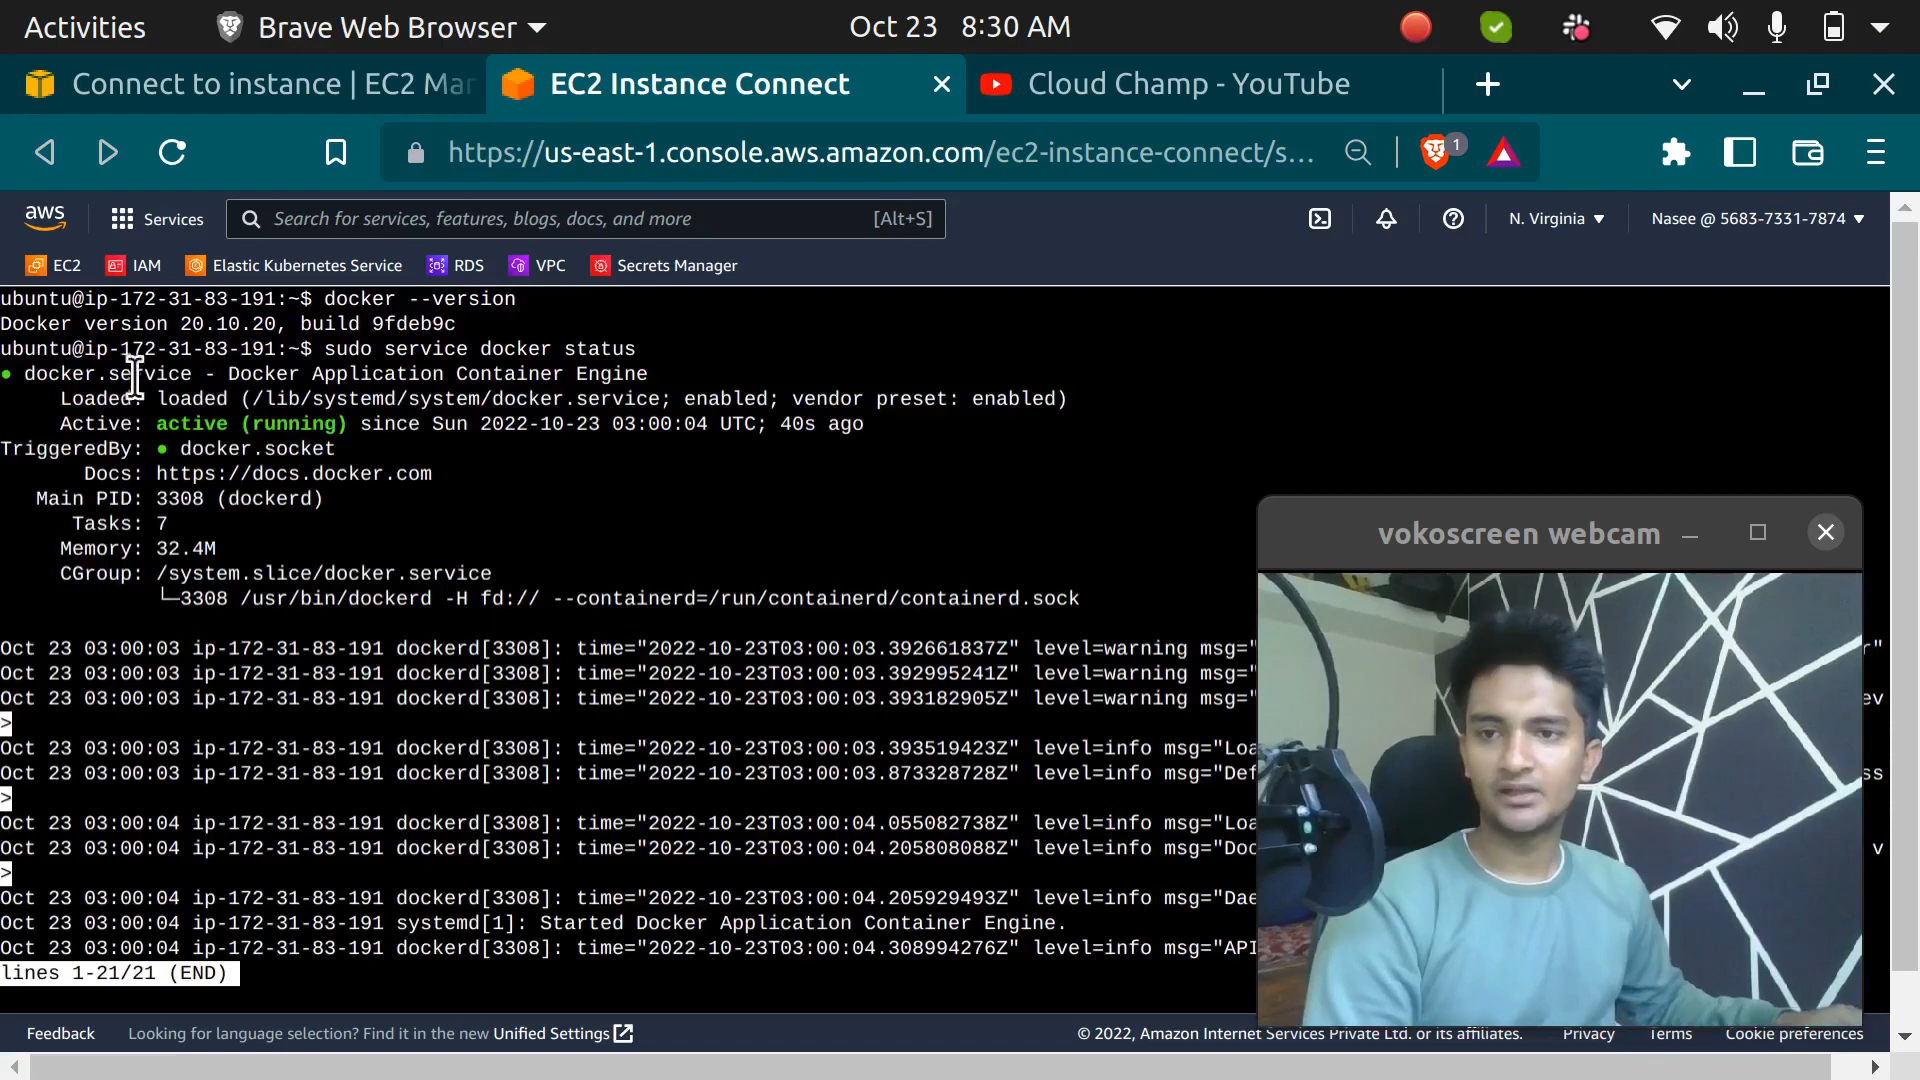 Activities
Brave Web Browser
Oct 23 8:30 AM
Connect to instance | EC2 Mar
EC2 Instance Connect
Cloud Champ - YouTube
https://us-east-1.console.aws.amazon.com/ec2-instance-connect/s...
1
aws
Services
Search for services, features, blogs, docs, and more
[Alt+S]
N. Virginia
Nasee @ 5683-7331-7874
EC2
IAM
Elastic Kubernetes Service
RDS
VPC
Secrets Manager
ubuntu@ip-172-31-83-191:~$ docker --version
Docker version 20.10.20, build 9fdeb9c
ubuntu@ip-172-31-83-191:~$ sudo service docker status
● docker.service - Docker Application Container Engine
Loaded: loaded (/lib/systemd/system/docker.service; enabled; vendor preset: enabled)
Active: active (running) since Sun 2022-10-23 03:00:04 UTC; 40s ago
TriggeredBy: ● docker.socket
Docs: https://docs.docker.com
Main PID: 3308 (dockerd)
Tasks: 7
Memory: 32.4M
CGroup: /system.slice/docker.service
└─3308 /usr/bin/dockerd -H fd:// --containerd=/run/containerd/containerd.sock
vokoscreen webcam
Oct 23 03:00:03 ip-172-31-83-191 dockerd[3308]: time="2022-10-23T03:00:03.392661837Z" level=warning msg=" r"
Oct 23 03:00:03 ip-172-31-83-191 dockerd[3308]: time="2022-10-23T03:00:03.392995241Z" level=warning msg="
Oct 23 03:00:03 ip-172-31-83-191 dockerd[3308]: time="2022-10-23T03:00:03.393182905Z" level=warning msg=" ev
>
Oct 23 03:00:03 ip-172-31-83-191 dockerd[3308]: time="2022-10-23T03:00:03.393519423Z" level=info msg="Loa
Oct 23 03:00:03 ip-172-31-83-191 dockerd[3308]: time="2022-10-23T03:00:03.873328728Z" level=info msg="Def ss
>
Oct 23 03:00:04 ip-172-31-83-191 dockerd[3308]: time="2022-10-23T03:00:04.055082738Z" level=info msg="Loa
Oct 23 03:00:04 ip-172-31-83-191 dockerd[3308]: time="2022-10-23T03:00:04.205808088Z" level=info msg="Doc v
>
Oct 23 03:00:04 ip-172-31-83-191 dockerd[3308]: time="2022-10-23T03:00:04.205929493Z" level=info msg="Dae
Oct 23 03:00:04 ip-172-31-83-191 systemd[1]: Started Docker Application Container Engine.
Oct 23 03:00:04 ip-172-31-83-191 dockerd[3308]: time="2022-10-23T03:00:04.308994276Z" level=info msg="API
lines 1-21/21 (END)
Feedback
Looking for language selection? Find it in the new Unified Settings
© 2022, Amazon Internet Services Private Ltd. or its affiliates.
Privacy
Terms
Cookie preferences